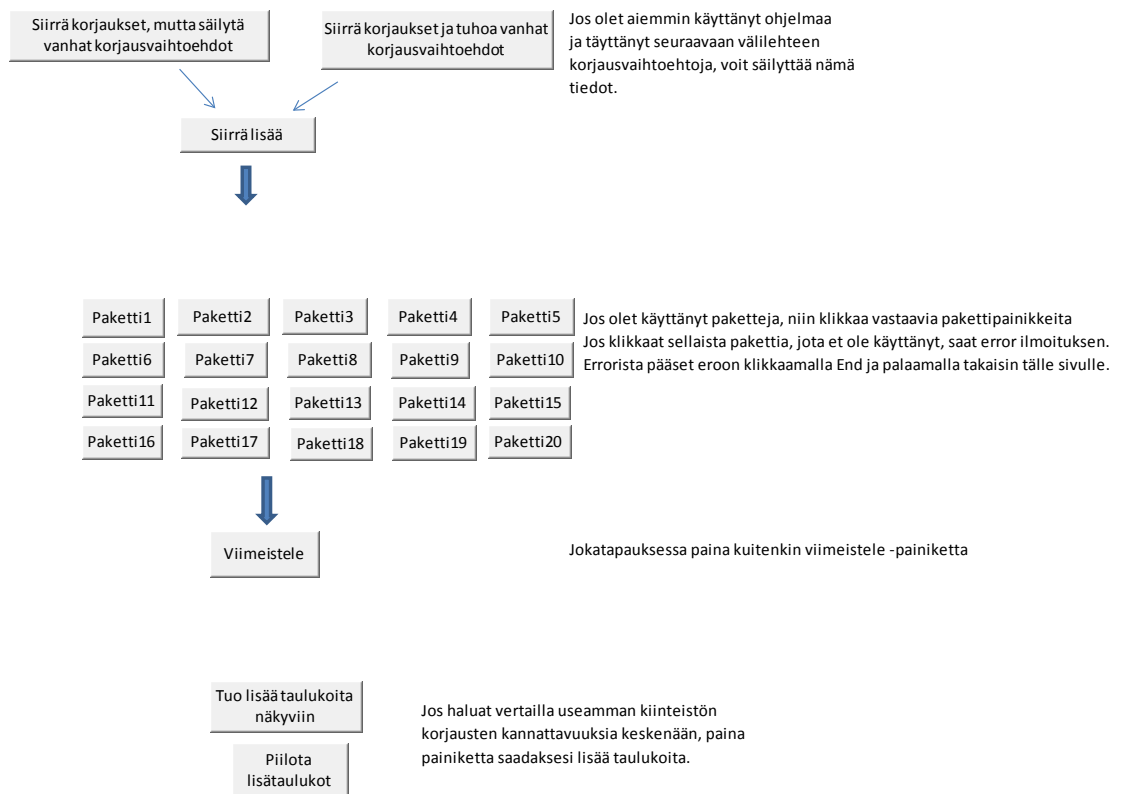 Siirrä korjaukset, mutta säilytä
vanhat korjausvaihtoehdot
Siirrä korjaukset ja tuhoa vanhat
korjausvaihtoehdot
Jos olet aiemmin käyttänyt ohjelmaa
ja täyttänyt seuraavaan välilehteen
korjausvaihtoehtoja, voit säilyttää nämä
tiedot.
Siirrä lisää
Paketti1 Paketti2 Paketti3 Paketti4 Paketti5
Paketti6 Paketti7 Paketti8 Paketti9 Paketti10
Paketti11 Paketti12 Paketti13 Paketti14 Paketti15
Paketti16 Paketti17 Paketti18 Paketti19 Paketti20
Jos olet käyttänyt paketteja, niin klikkaa vastaavia pakettipainikkeita
Jos klikkaat sellaista pakettia, jota et ole käyttänyt, saat error ilmoituksen.
Errorista pääset eroon klikkaamalla End ja palaamalla takaisin tälle sivulle.
Viimeistele
Jokatapauksessa paina kuitenkin viimeistele -painiketta
Tuo lisää taulukoita
näkyviin
Piilota
lisätaulukot
Jos haluat vertailla useamman kiinteistön
korjausten kannattavuuksia keskenään, paina
painiketta saadaksesi lisää taulukoita.